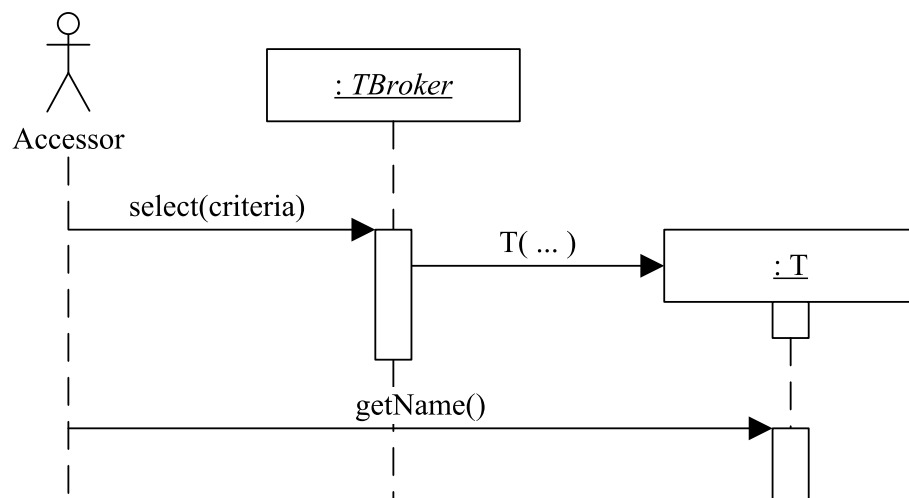 : TBroker
Accessor
select(criteria)
T( ... )
: T
getName()